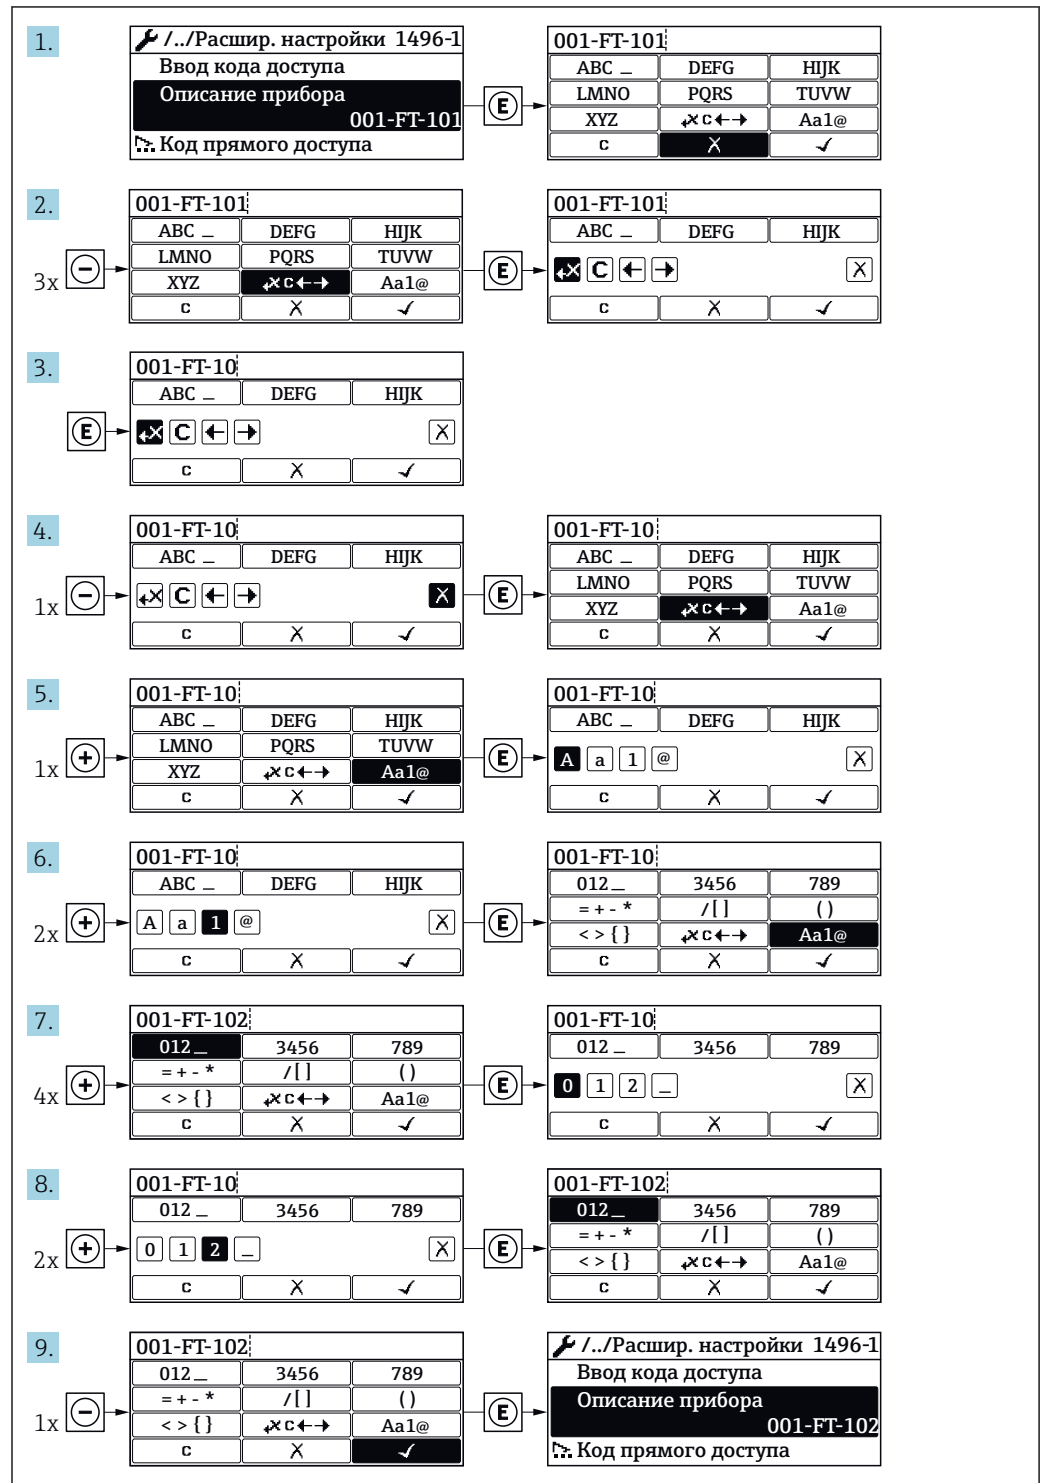 1.
/../Расшир. настройки 1496-1
Ввод кода доступа
Описание прибора
001-FT-101
Код прямого доступа
E
001-FT-101
ABC _ DEFG HIJK
LMNO PQRS TUVW
XYZ C Aa1@
C X ✓
2.
3x
001-FT-101
ABC _ DEFG HIJK
LMNO PQRS TUVW
XYZ C Aa1@
C X ✓
E
001-FT-101
ABC _ DEFG HIJK
X C ← → X
C X ✓
3.
E
001-FT-10
ABC _ DEFG HIJK
X C ← → X
C X ✓
4.
1x
001-FT-10
ABC _ DEFG HIJK
X C ← → X
C X ✓
E
001-FT-10
ABC _ DEFG HIJK
LMNO PQRS TUVW
XYZ C Aa1@
C X ✓
5.
1x
001-FT-10
ABC _ DEFG HIJK
LMNO PQRS TUVW
XYZ C Aa1@
C X ✓
E
001-FT-10
ABC _ DEFG HIJK
A a 1 @ X
C X ✓
6.
2x
001-FT-10
ABC _ DEFG HIJK
A a 1 @ X
C X ✓
E
001-FT-10
012_ 3456 789
= + - * / [ ] ( )
< > { } C Aa1@
C X ✓
7.
4x
001-FT-102
012_ 3456 789
= + - * / [ ] ( )
< > { } C Aa1@
C X ✓
E
001-FT-10
012 _ 3456 789
0 1 2 _ X
C X ✓
8.
2x
001-FT-10
012 _ 3456 789
0 1 2 _ X
C X ✓
E
001-FT-102
012_ 3456 789
= + - * / [ ] ( )
< > { } C Aa1@
C X ✓
9.
1x
001-FT-102
012_ 3456 789
= + - * / [ ] ( )
< > { } C Aa1@
C X ✓
E
/../Расшир. настройки 1496-1
Ввод кода доступа
Описание прибора
001-FT-102
Код прямого доступа